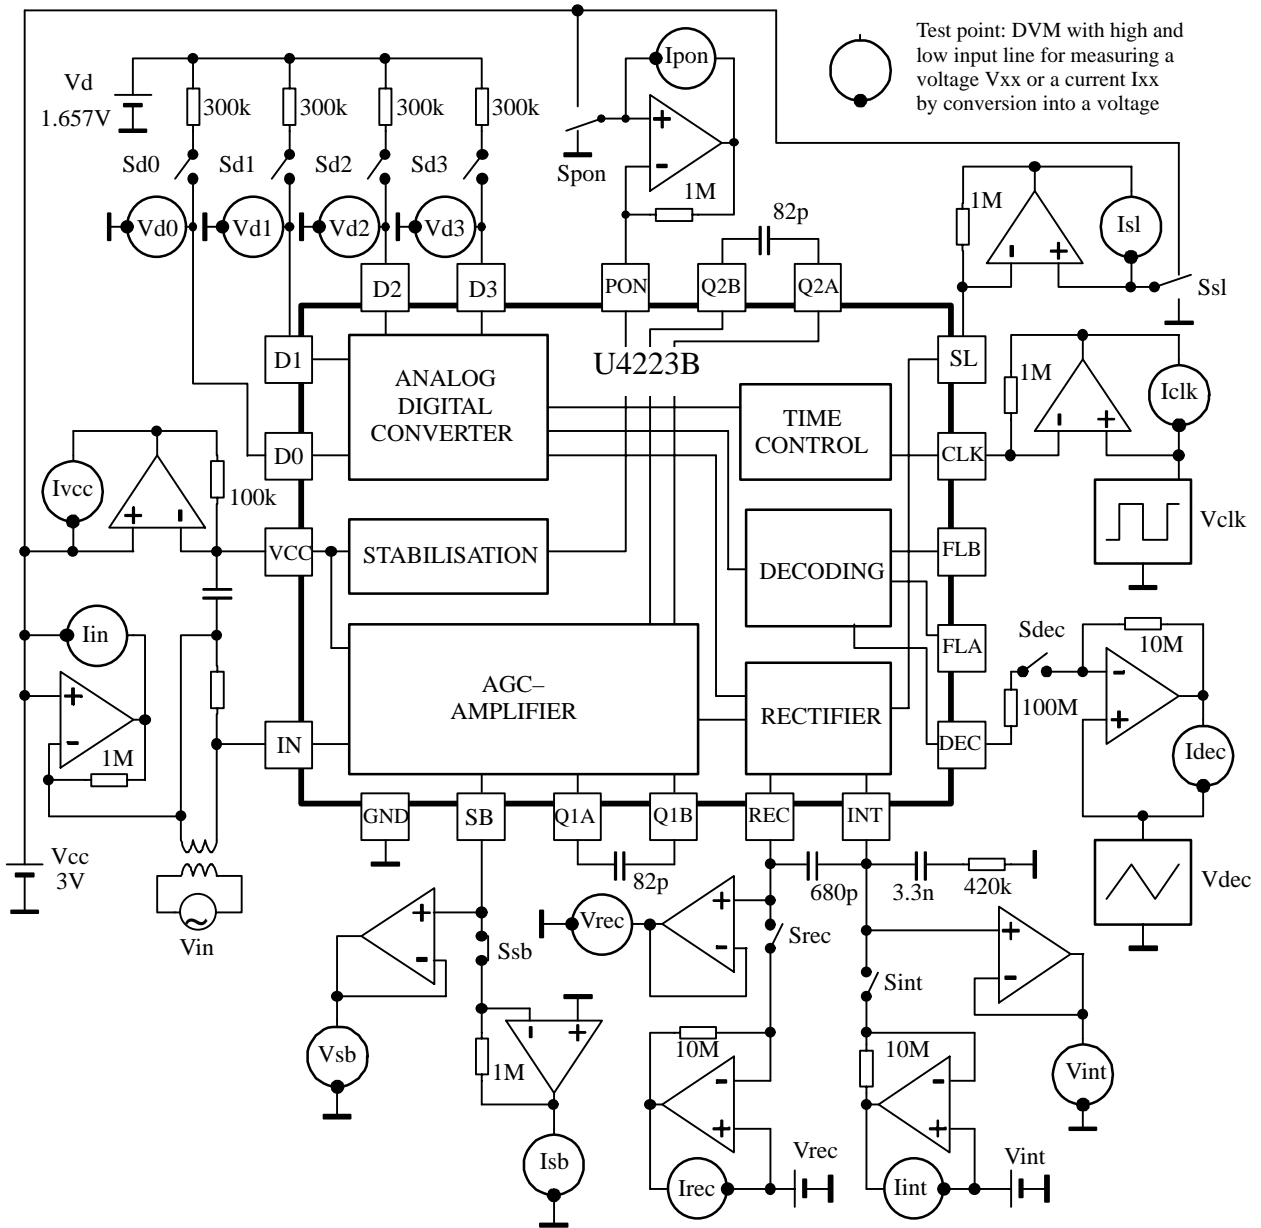 Test point: DVM with high and
low input line for measuring a
voltage Vxx or a current Ixx
by conversion into a voltage
Ipon
Vd
1.657V
300k
300k
300k
300k
Sd0
Sd1
Sd2
Sd3
Spon
1M
Vd0
Vd1
Vd2
Vd3
82p
1M
Isl
Ssl
D2
D3
PON
Q2B
Q2A
U4223B
D1
SL
ANALOG
DIGITAL
CONVERTER
TIME
CONTROL
1M
Iclk
D0
CLK
Ivcc
100k
Vclk
VCC
STABILISATION
DECODING
FLB
FLA
Iin
Sdec
10M
AGC–
AMPLIFIER
RECTIFIER
100M
IN
DEC
Idec
1M
GND
SB
Q1A
Q1B
REC
INT
Vcc
3V
82p
680p
3.3n
420k
Vdec
Vin
Vrec
Srec
Ssb
Sint
Vsb
1M
10M
10M
Vint
Isb
Irec
Vrec
Iint
Vint